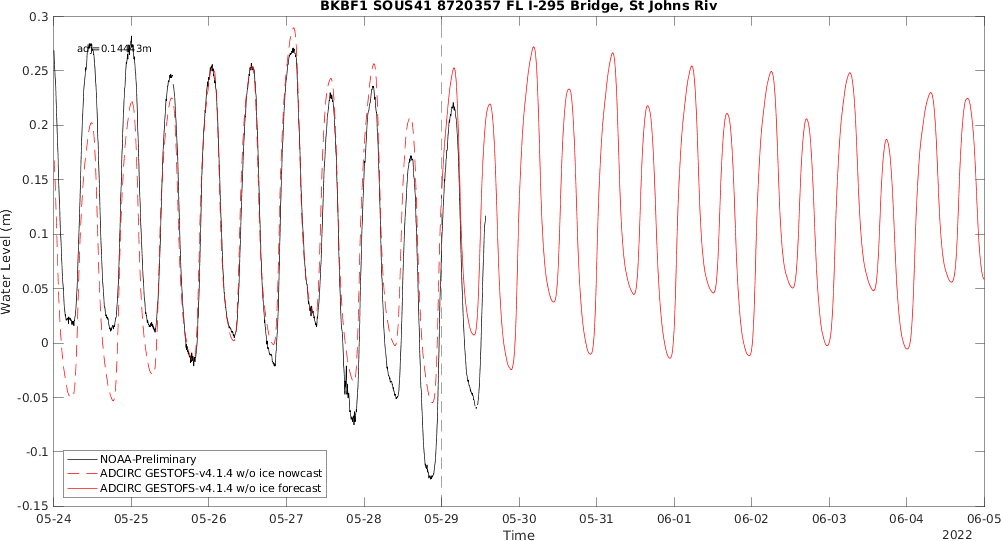 BKBF1 SOUS41 8720357 FL I-295 Bridge, St Johns Riv
0.3
0.25
0.2
0.15
0.1
0.05
0
-0.05
-0.1
-0.15
Water Level (m)
NOAA-Preliminary
ADCIRC GESTOFS-v4.1.4 w/o ice nowcast
ADCIRC GESTOFS-v4.1.4 w/o ice forecast
05-24 05-25 05-26 05-27 05-28 05-29 05-30 05-31 06-01 06-02 06-03 06-04 06-05
Time
2022